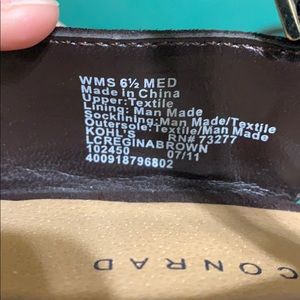 WMS 6½ MED
Made In China
Upper:Textile
Lining: Man Made
Socklining:Man Made/Textile
Outersole:Textile/Man Made
KOHL'S RN# 73277
LCREGINABROWN
102450 07/11
400918796802
CONRAD